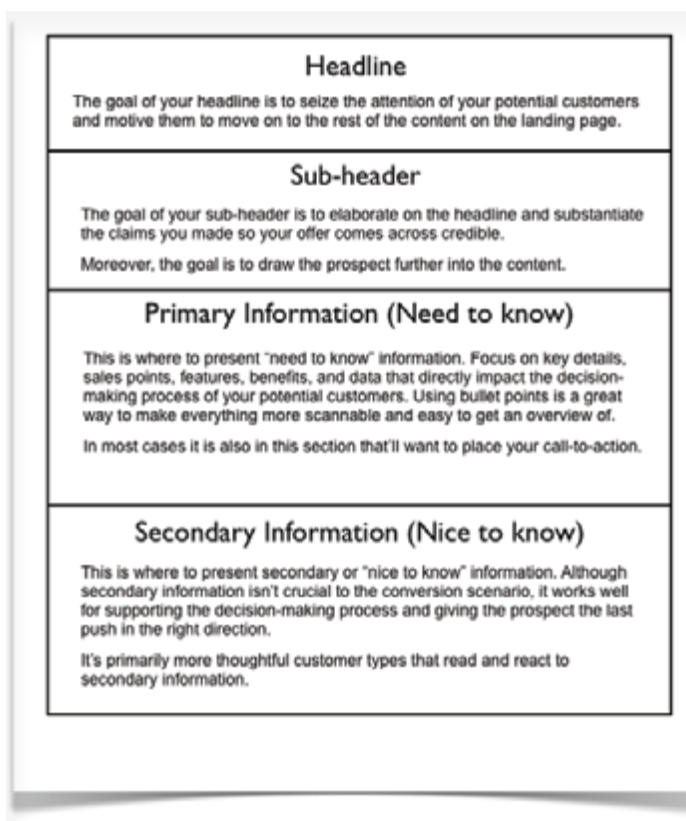 Headline
The goal of your headline is to seize the attention of your potential customers
and motive them to move on to the rest of the content on the landing page.
Sub-header
The goal of your sub-header is to elaborate on the headline and substantiate
the claims you made so your offer comes across credible.
Moreover, the goal is to draw the prospect further into the content.
Primary Information (Need to know)
This is where to present “need to know” information. Focus on key details,
sales points, features, benefits, and data that directly impact the decision-
making process of your potential customers. Using bullet points is a great
way to make everything more scannable and easy to get an overview of.
In most cases it is also in this section that’ll want to place your call-to-action.
Secondary Information (Nice to know)
This is where to present secondary or “nice to know” information. Although
secondary information isn’t crucial to the conversion scenario, it works well
for supporting the decision-making process and giving the prospect the last
push in the right direction.
It’s primarily more thoughtful customer types that read and react to
secondary information.